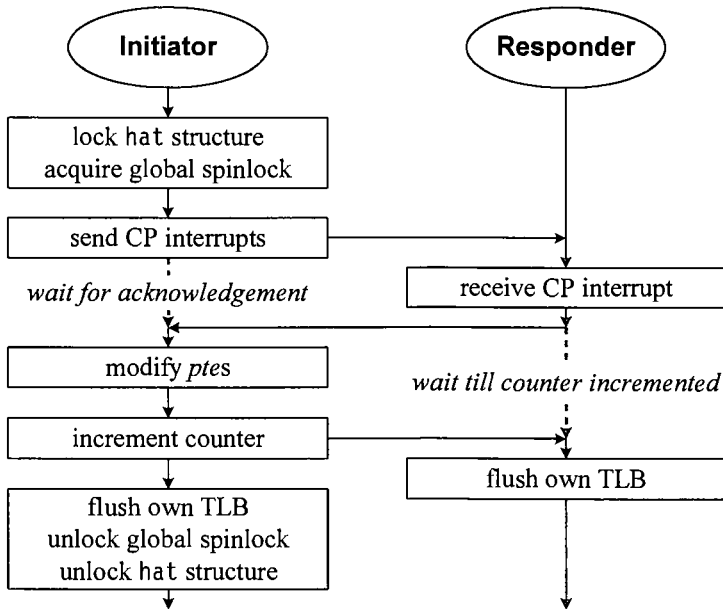 Initiator
Responder
lock hat structure
acquire global spinlock
send CP interrupts
wait for acknowledgement
receive CP interrupt
modify ptes
wait till counter incremented
increment counter
flush own TLB
flush own TLB
unlock global spinlock
unlock hat structure